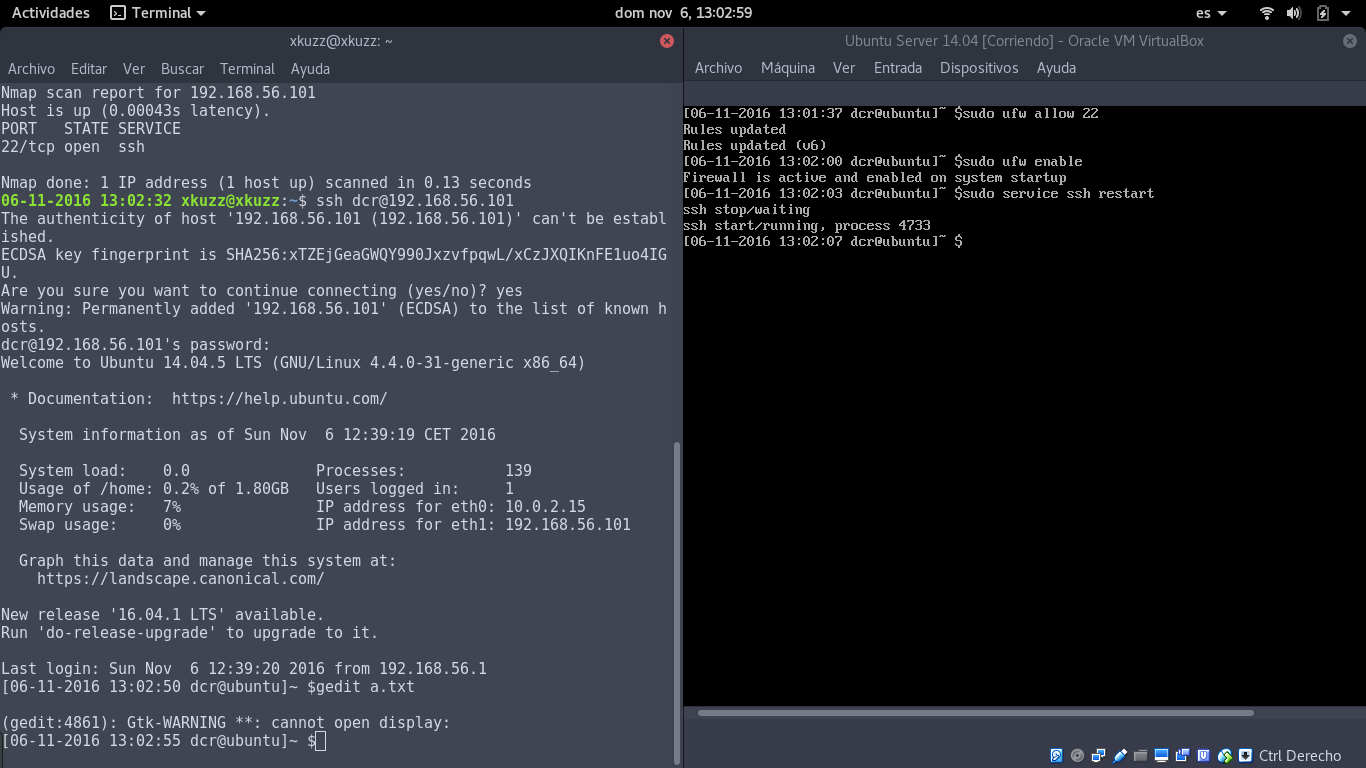 Actividades Terminal dom nov 6, 13:02:59 es
xkuzz@xkuzz: ~
Archivo Editar Ver Buscar Terminal Ayuda
Nmap scan report for 192.168.56.101
Host is up (0.00043s latency).
PORT   STATE SERVICE
22/tcp open  ssh
Nmap done: 1 IP address (1 host up) scanned in 0.13 seconds
06-11-2016 13:02:32 xkuzz@xkuzz:~$ ssh dcr@192.168.56.101
The authenticity of host '192.168.56.101 (192.168.56.101)' can't be establ
ished.
ECDSA key fingerprint is SHA256:xTZEjGeaGWQY990JxzvfpqwL/xCzJXQIKnFE1uo4IG
U.
Are you sure you want to continue connecting (yes/no)? yes
Warning: Permanently added '192.168.56.101' (ECDSA) to the list of known h
osts.
dcr@192.168.56.101's password:
Welcome to Ubuntu 14.04.5 LTS (GNU/Linux 4.4.0-31-generic x86_64)
* Documentation:  https://help.ubuntu.com/
System information as of Sun Nov  6 12:39:19 CET 2016
System load:    0.0              Processes:           139
Usage of /home: 0.2% of 1.80GB   Users logged in:     1
Memory usage:   7%               IP address for eth0: 10.0.2.15
Swap usage:     0%               IP address for eth1: 192.168.56.101
Graph this data and manage this system at:
https://landscape.canonical.com/
New release '16.04.1 LTS' available.
Run 'do-release-upgrade' to upgrade to it.
Last login: Sun Nov  6 12:39:20 2016 from 192.168.56.1
[06-11-2016 13:02:50 dcr@ubuntu]~ $gedit a.txt
(gedit:4861): Gtk-WARNING **: cannot open display:
[06-11-2016 13:02:55 dcr@ubuntu]~ $
Ubuntu Server 14.04 [Corriendo] - Oracle VM VirtualBox
Archivo Máquina Ver Entrada Dispositivos Ayuda
[06-11-2016 13:01:37 dcr@ubuntu]~ $sudo ufw allow 22
Rules updated
Rules updated (v6)
[06-11-2016 13:02:00 dcr@ubuntu]~ $sudo ufw enable
Firewall is active and enabled on system startup
[06-11-2016 13:02:03 dcr@ubuntu]~ $sudo service ssh restart
ssh stop/waiting
ssh start/running, process 4733
[06-11-2016 13:02:07 dcr@ubuntu]~ $
Ctrl Derecho